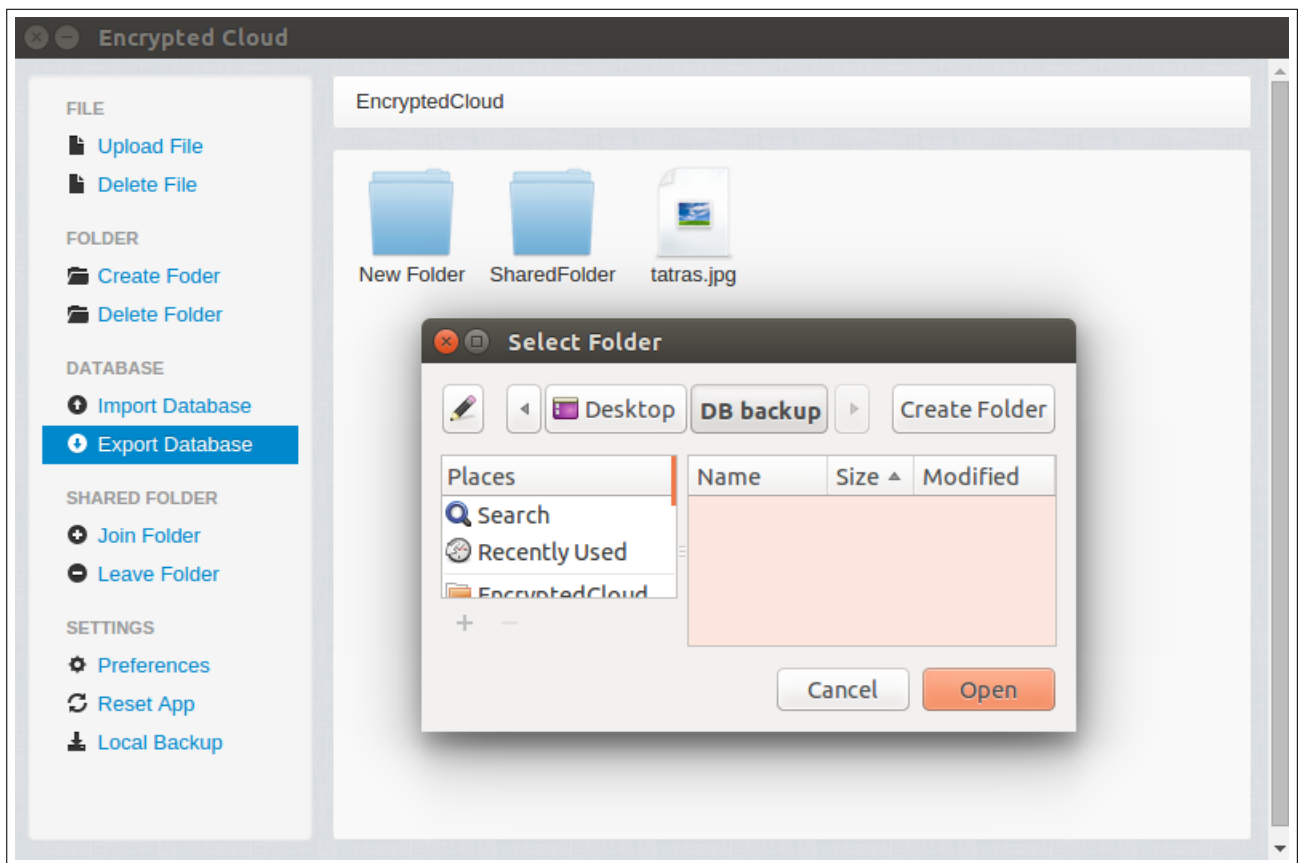 Encrypted Cloud
FILE
Upload File
Delete File
FOLDER
Create Foder
Delete Folder
DATABASE
Import Database
Export Database
SHARED FOLDER
Join Folder
Leave Folder
SETTINGS
Preferences
Reset App
Local Backup
EncryptedCloud
New Folder
SharedFolder
tatras.jpg
Select Folder
Desktop
DB backup
Create Folder
Places
Search
Recently Used
EncryptedCloud
Name
Size
Modified
Cancel
Open